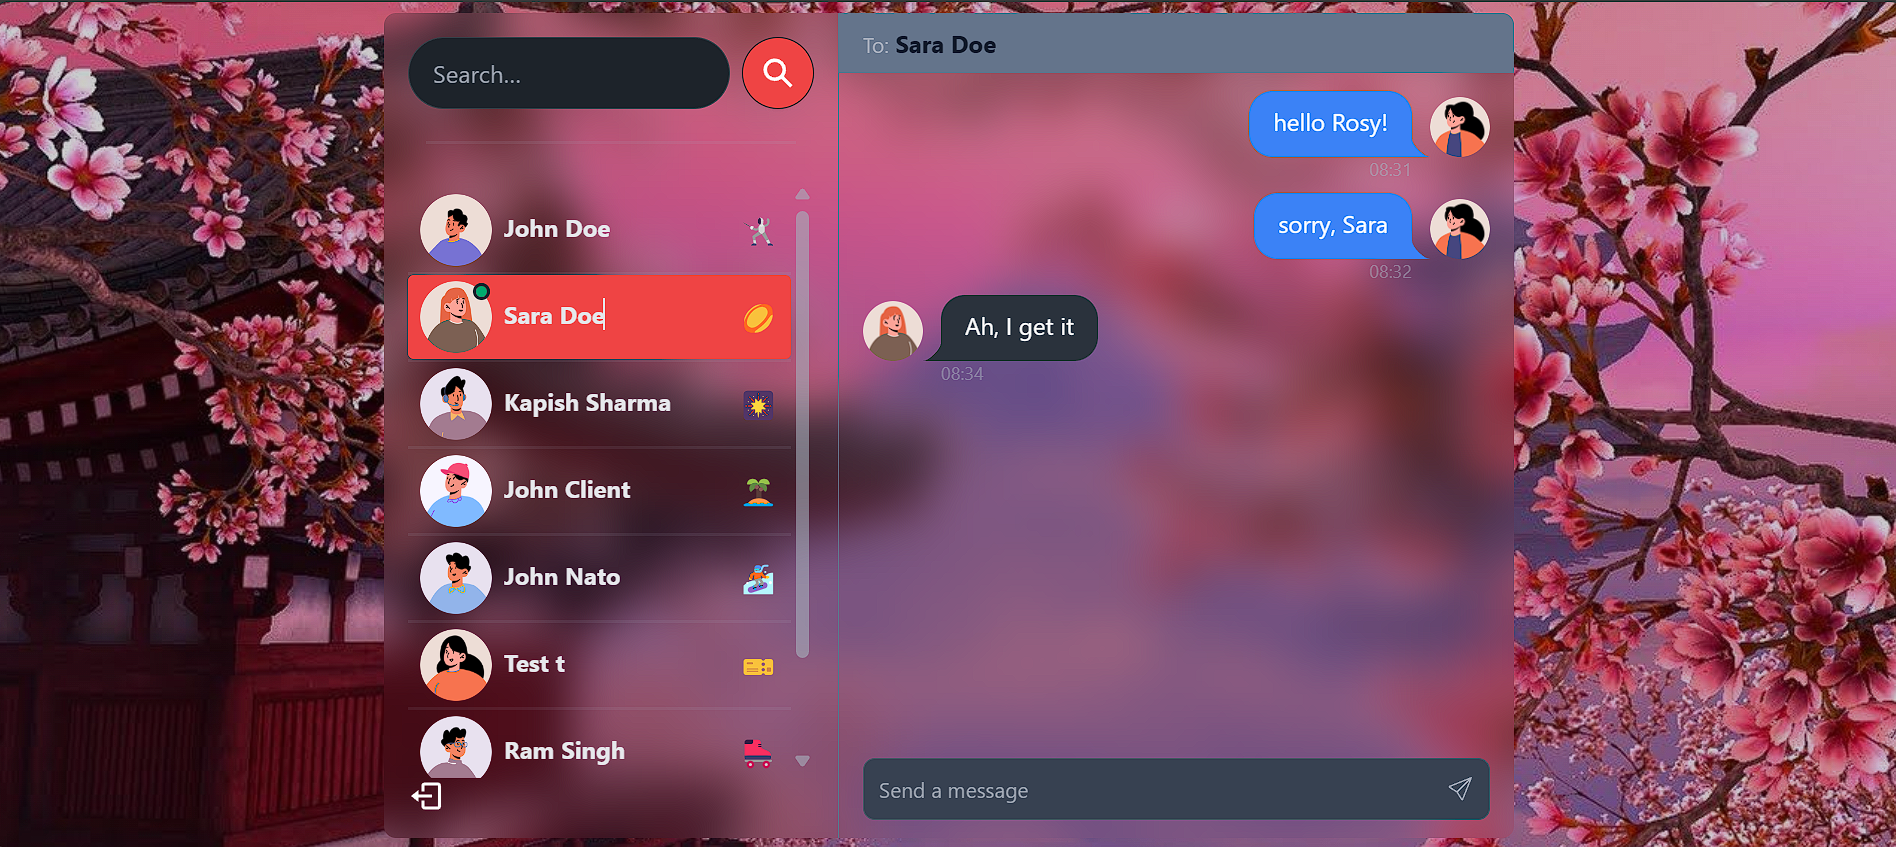 Search...
John Doe
Sara Doe
Kapish Sharma
John Client
John Nato
Test t
Ram Singh
To: Sara Doe
hello Rosy!
08:31
sorry, Sara
08:32
Ah, I get it
08:34
Send a message